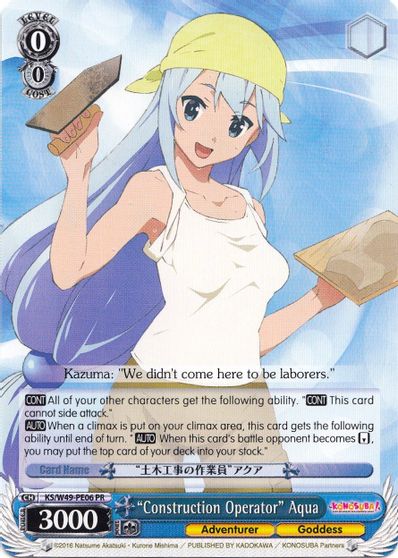 LEVEL
0
0
COST
Kazuma: "We didn't come here to be laborers."
CONT All of your other characters get the following ability. "CONT This card
cannot side attack."
AUTO When a climax is put on your climax area, this card gets the following
ability until end of turn. "AUTO When this card's battle opponent becomes, you may put the top card of your deck into your stock."
Card Name
"土木工事の作業員"アクア
CH KS/W49-PE06 PR
POWER
3000
SOUL
"Construction Operator" Aqua
KONOSUBA!
Adventurer
Goddess
©2016 Natsume Akatsuki・Kurone Mishima / PUBLISHED BY KADOKAWA / KONOSUBA Partners